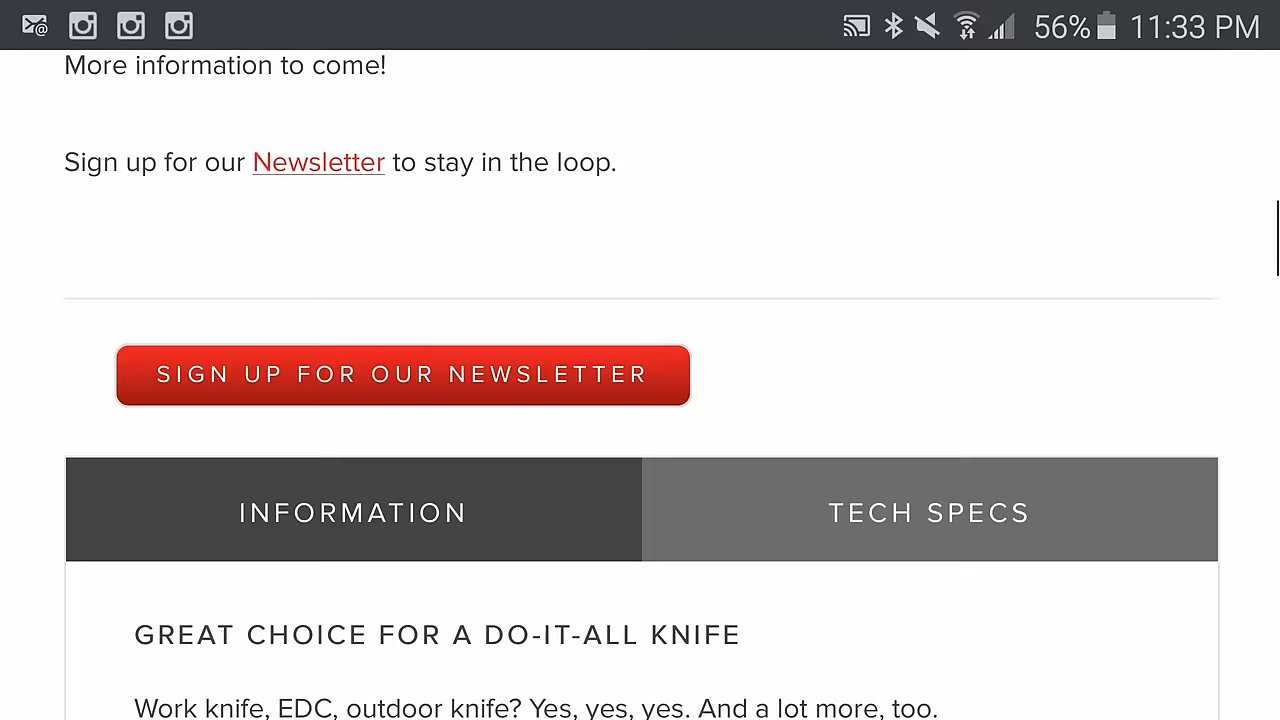 56% 11:33 PM
More information to come!
Sign up for our Newsletter to stay in the loop.
SIGN UP FOR OUR NEWSLETTER
INFORMATION
TECH SPECS
GREAT CHOICE FOR A DO-IT-ALL KNIFE
Work knife, EDC, outdoor knife? Yes, yes, yes. And a lot more, too.